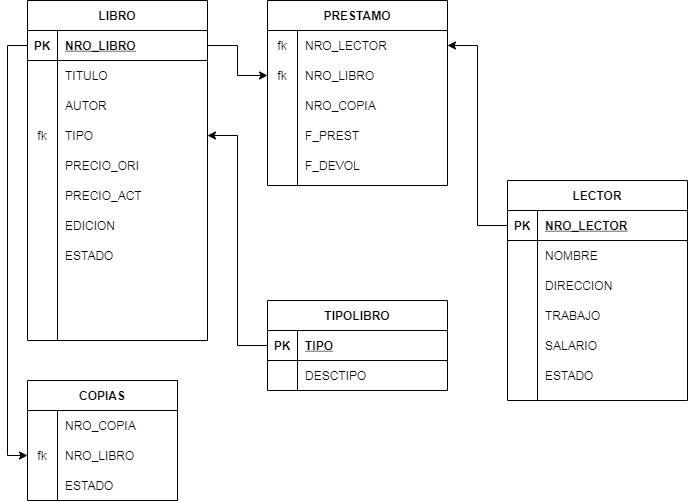 LIBRO
PK NRO_LIBRO
TITULO
AUTOR
fk TIPO
PRECIO_ORI
PRECIO_ACT
EDICION
ESTADO
PRESTAMO
fk NRO_LECTOR
fk NRO_LIBRO
NRO_COPIA
F_PREST
F_DEVOL
LECTOR
PK NRO_LECTOR
NOMBRE
DIRECCION
TRABAJO
SALARIO
ESTADO
TIPOLIBRO
PK TIPO
DESCTIPO
COPIAS
NRO_COPIA
fk NRO_LIBRO
ESTADO